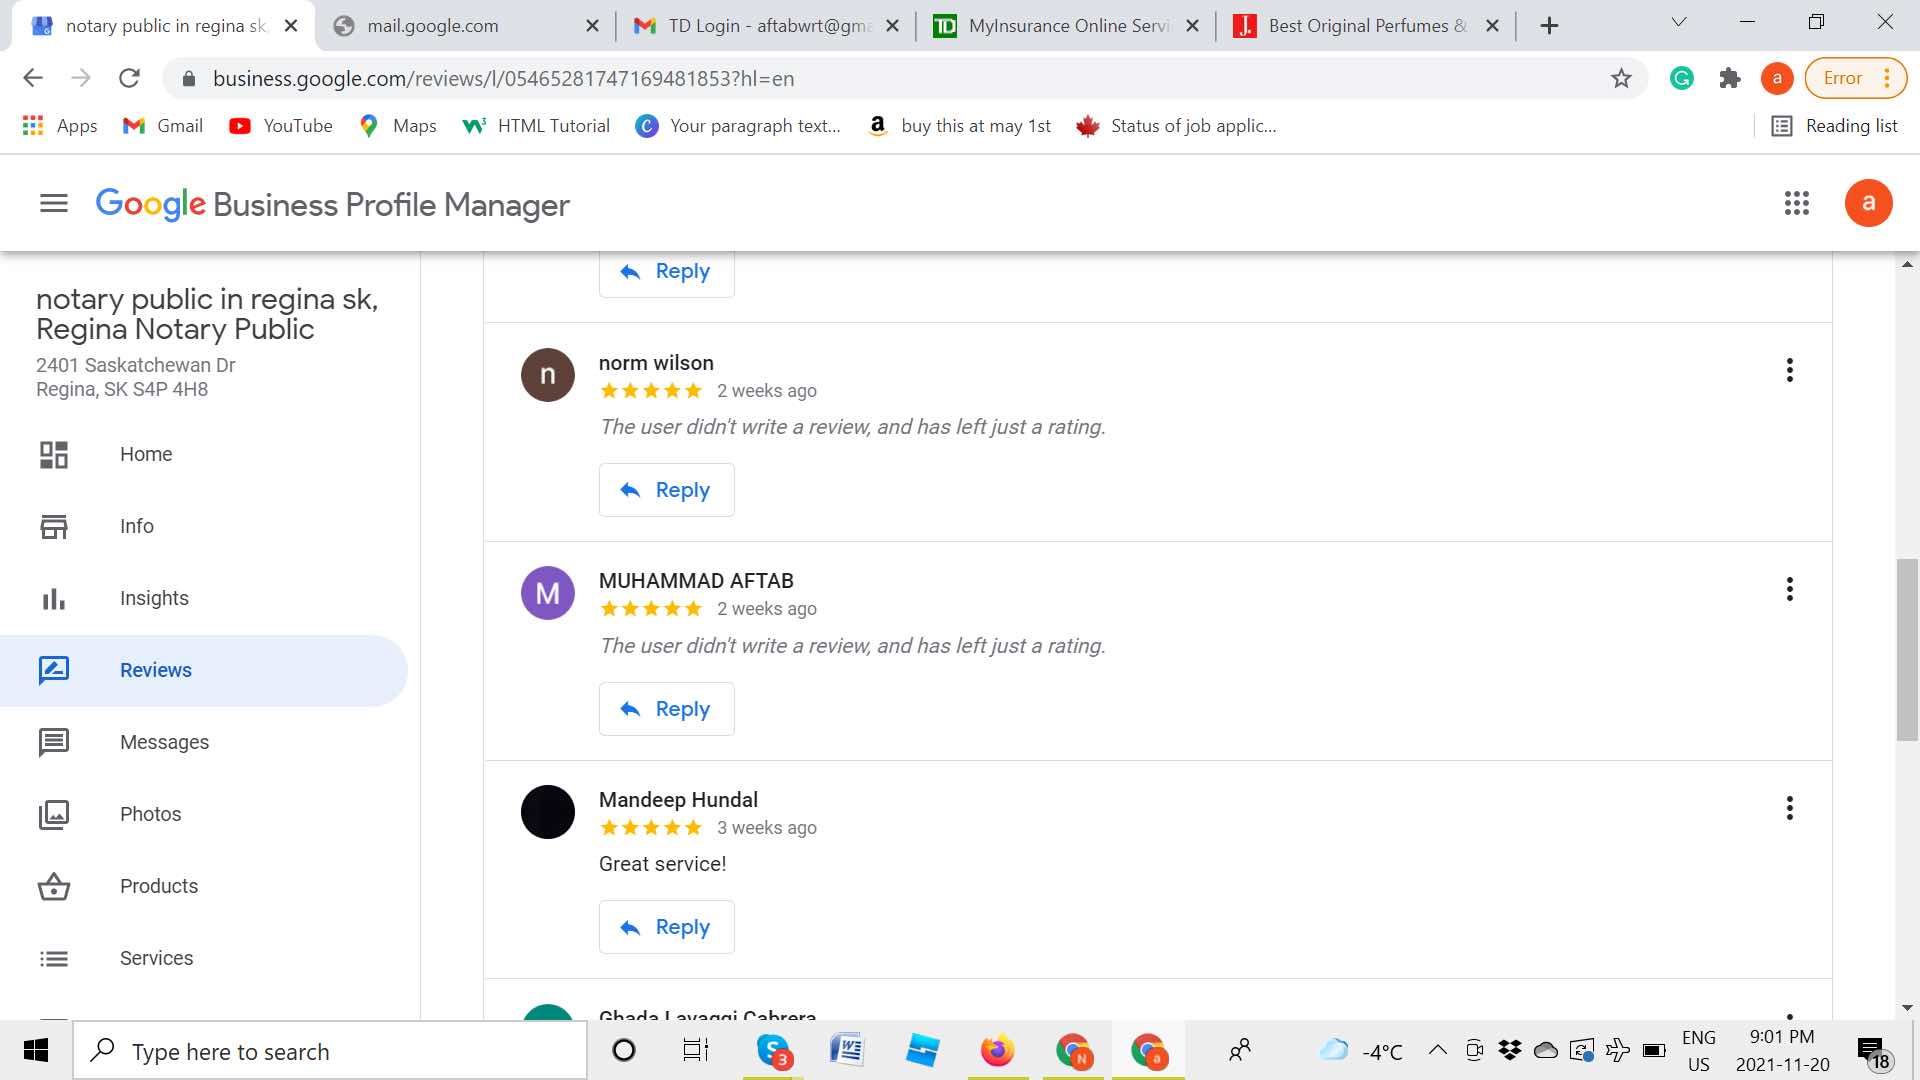 notary public in regina sk,
mail.google.com
TD Login - aftabwrt@gma
MyInsurance Online Servi
Best Original Perfumes &
business.google.com/reviews/l/05465281747169481853?hl=en
a
Error
Apps
Gmail
YouTube
Maps
HTML Tutorial
Your paragraph text...
buy this at may 1st
Status of job applic...
Reading list
Google Business Profile Manager
a
notary public in regina sk,
Regina Notary Public
2401 Saskatchewan Dr
Regina, SK S4P 4H8
Home
Info
Insights
Reviews
Messages
Photos
Products
Services
Reply
n
norm wilson
2 weeks ago
The user didn't write a review, and has left just a rating.
Reply
M
MUHAMMAD AFTAB
2 weeks ago
The user didn't write a review, and has left just a rating.
Reply
Mandeep Hundal
3 weeks ago
Great service!
Reply
Ghada Lavaggi Cabrera
Type here to search
3
N
a
-4°C
ENG
US
9:01 PM
2021-11-20
18